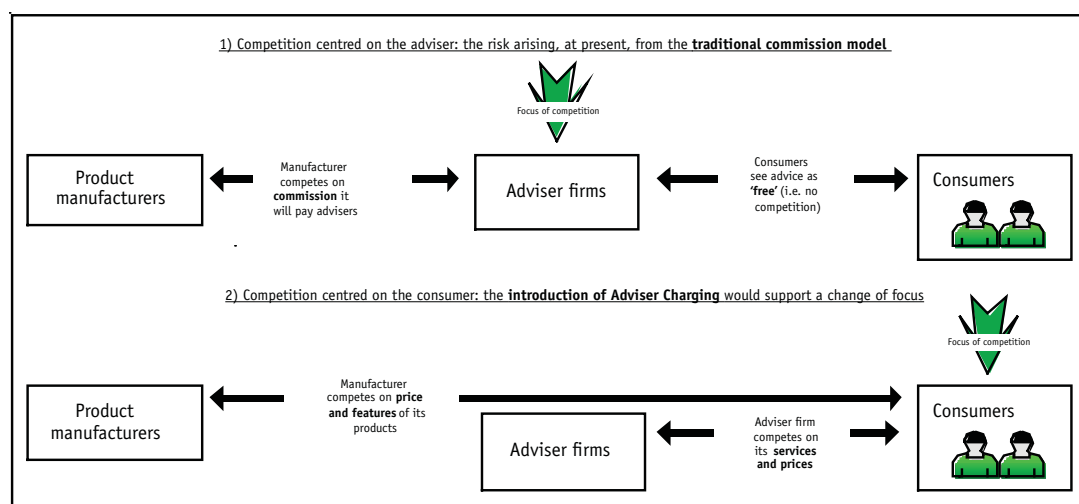 1) Competition centred on the adviser: the risk arising, at present, from the traditional commission model
Focus of competition
Product
manufacturers
Manufacturer
competes on
commission it
will pay advisers
Adviser firms
Consumers
see advice as
'free' (i.e. no
competition)
Consumers
2) Competition centred on the consumer: the introduction of Adviser Charging would support a change of focus
Focus of competition
Product
manufacturers
Manufacturer
competes on price
and features of its
products
Adviser firms
Adviser firm
competes on
its services
and prices
Consumers